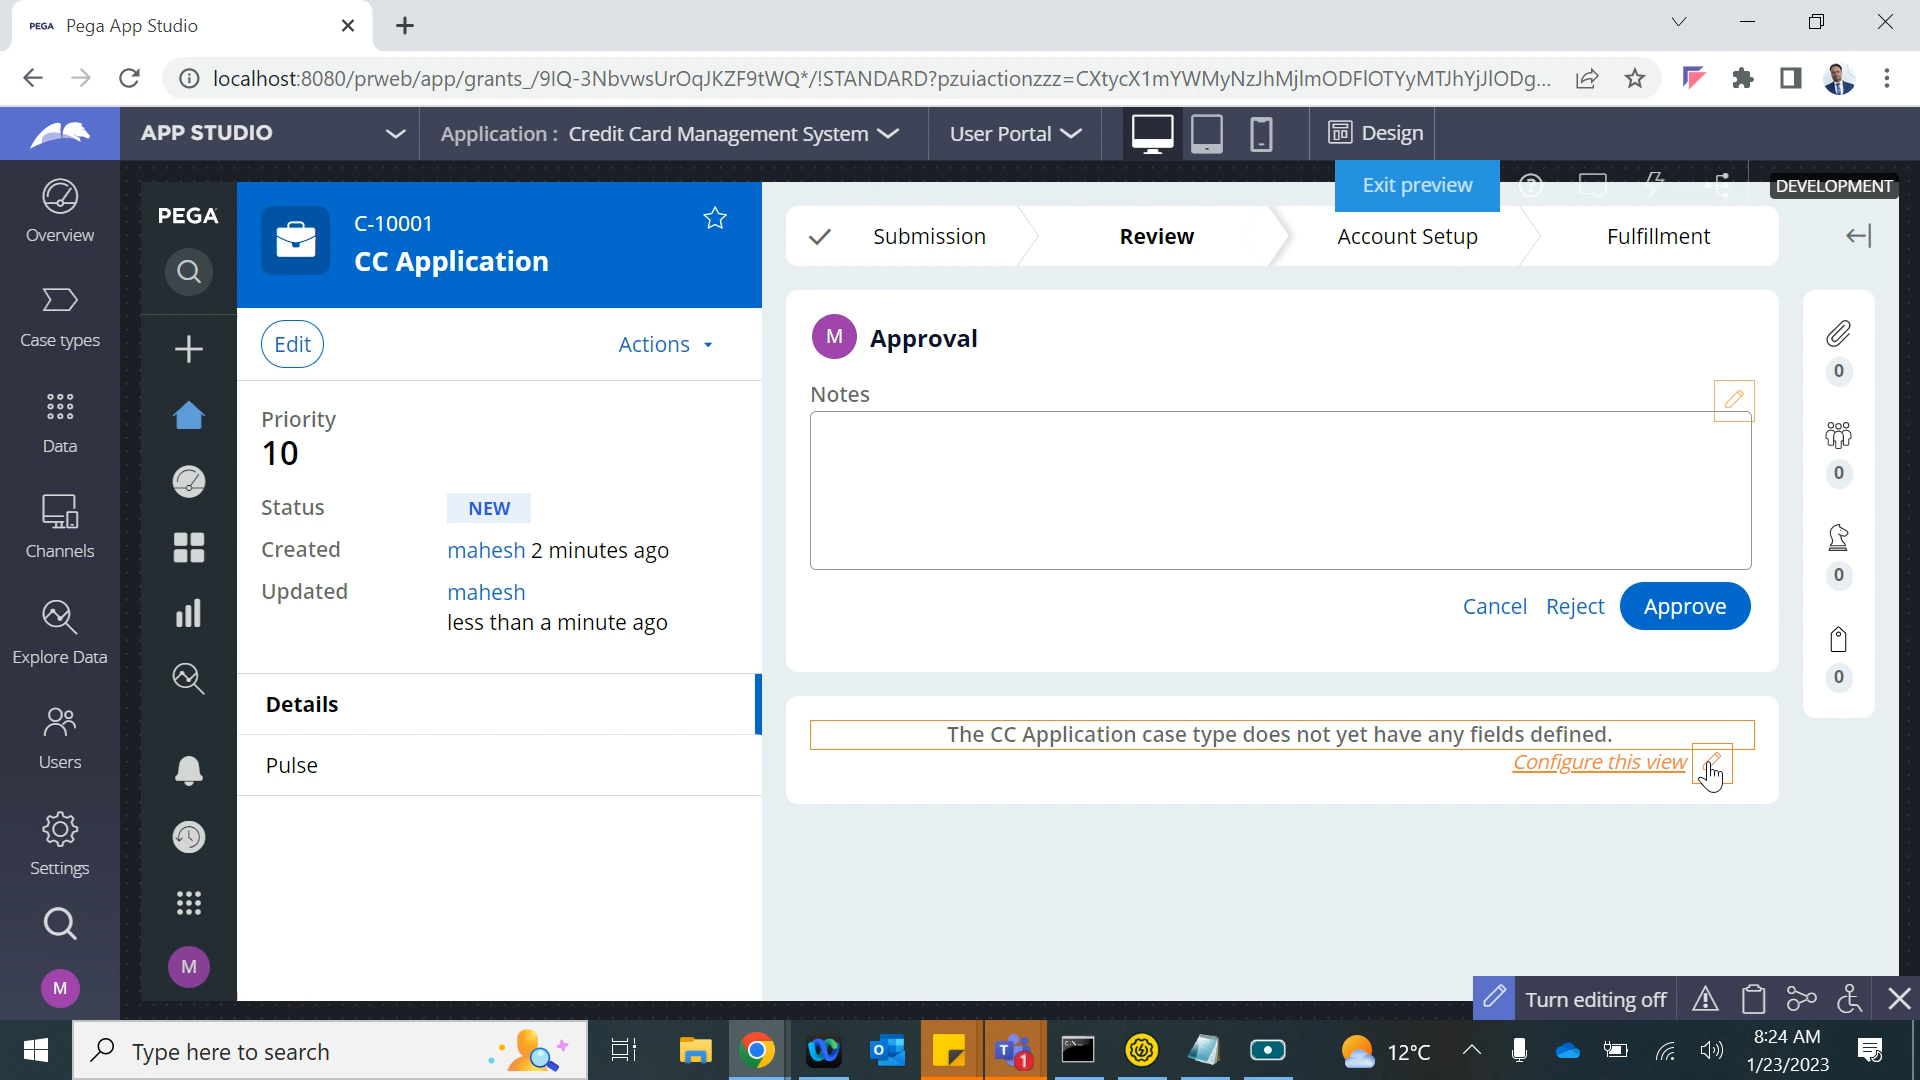 PEGA Pega App Studio
localhost:8080/prweb/app/grants_/9IQ-3NbvwsUrOqJKZF9tWQ*/!STANDARD?pzuiactionzzz=CXtycX1mYWMyNzJhMjlmODFlOTYyMTJhYjJlODg...
APP STUDIO
Application : Credit Card Management System
User Portal
Design
Exit preview
DEVELOPMENT
Overview
Case types
Data
Channels
Explore Data
Users
Settings
M
PEGA
M
C-10001
CC Application
Edit
Actions
Priority
10
Status NEW
Created mahesh 2 minutes ago
Updated mahesh
less than a minute ago
Details
Pulse
Submission Review Account Setup Fulfillment
M Approval
Notes
Cancel Reject Approve
The CC Application case type does not yet have any fields defined.
Configure this view
0
0
0
0
Turn editing off
Type here to search
T 1
12°C
8:24 AM
1/23/2023